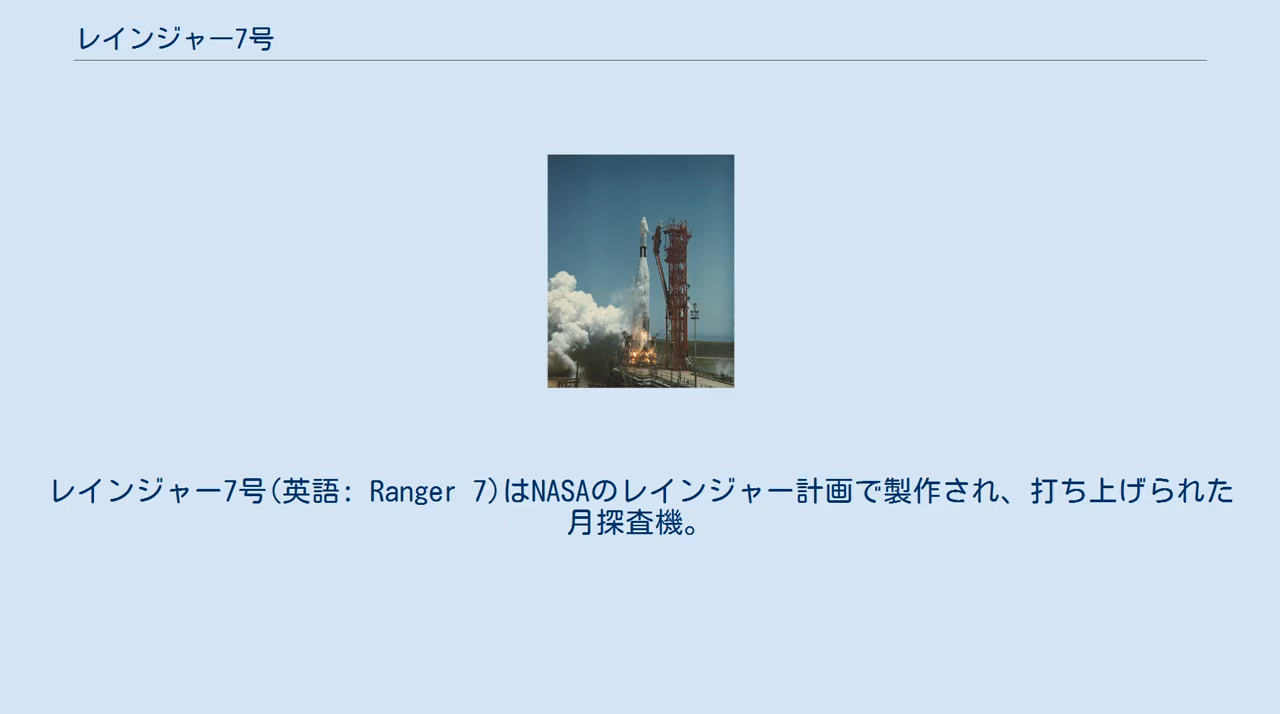 レインジャー7号
レインジャー7号(英語: Ranger 7)はNASAのレインジャー計画で製作され、打ち上げられた
月探査機。